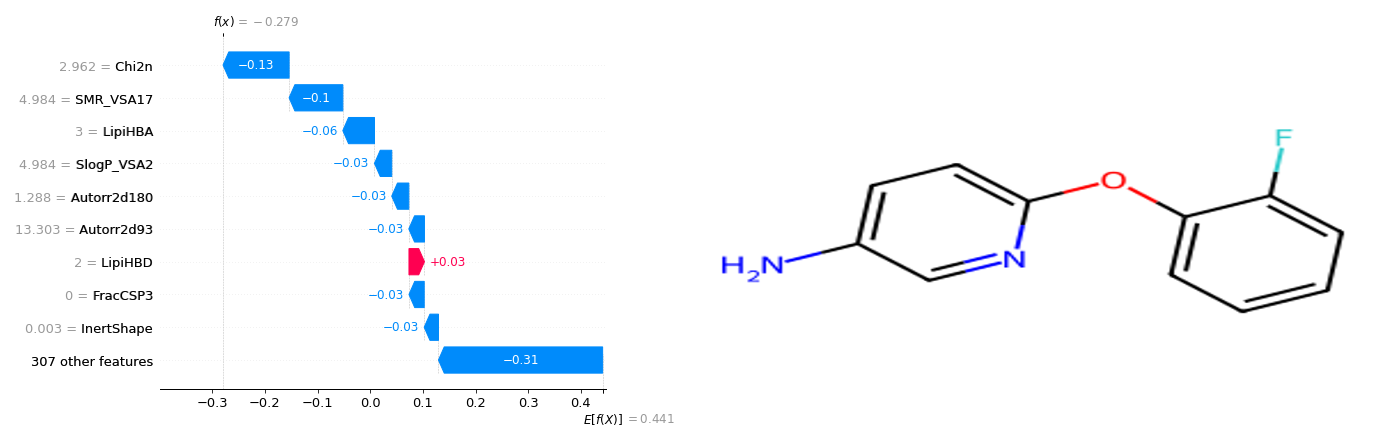 f(x) = −0.279
2.962 = Chi2n
−0.13
4.984 = SMR_VSA17
−0.1
3 = LipiHBA
−0.06
4.984 = SlogP_VSA2
−0.03
1.288 = Autorr2d180
−0.03
13.303 = Autorr2d93
−0.03
2 = LipiHBD
+0.03
0 = FracCSP3
−0.03
0.003 = InertShape
−0.03
307 other features
−0.31
−0.3 −0.2 −0.1 0.0 0.1 0.2 0.3 0.4
E[f(X)] = 0.441
F
O
N
H2N